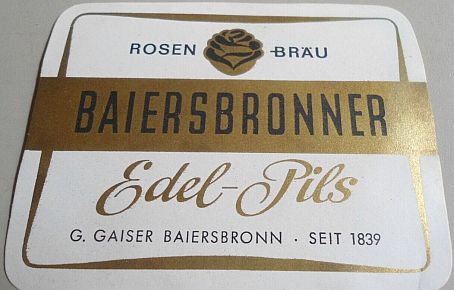 ROSEN BRÄU
BAIERSBRONNER
Edel-Pils
G. GAISER BAIERSBRONN · SEIT 1839